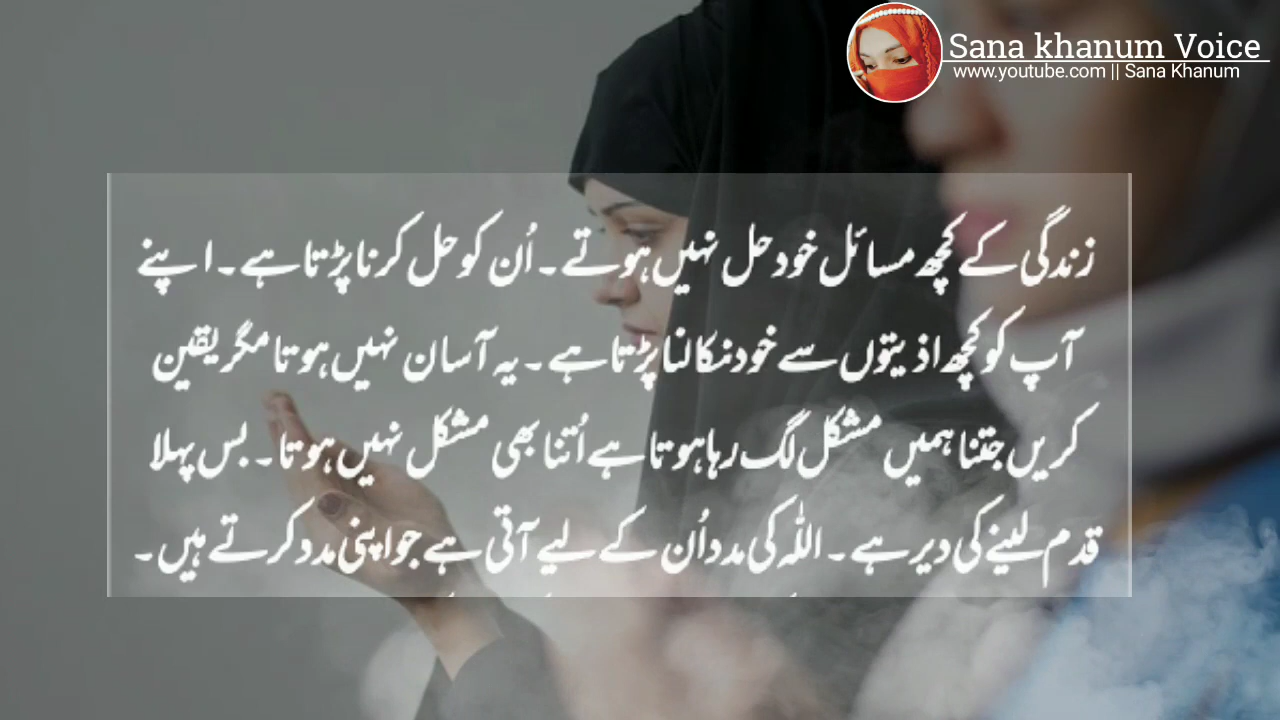 Sana khanum Voice
www.youtube.com || Sana Khanum
زندگی کے کچھ مسائل خود حل نہیں ہوتے۔ اُن کو حل کرنا پڑتا ہے۔ اپنے
آپ کو کچھ اذیتوں سے خود نکالنا پڑتا ہے۔ یہ آسان نہیں ہوتا مگر یقین
کریں جتنا ہمیں مشکل لگ رہا ہوتا ہے اُتنا بھی مشکل نہیں ہوتا۔ بس پہلا
قدم لینے کی دیر ہے۔ اللّٰہ کی مدد اُن کے لیے آتی ہے جو اپنی مدد کرتے ہیں۔